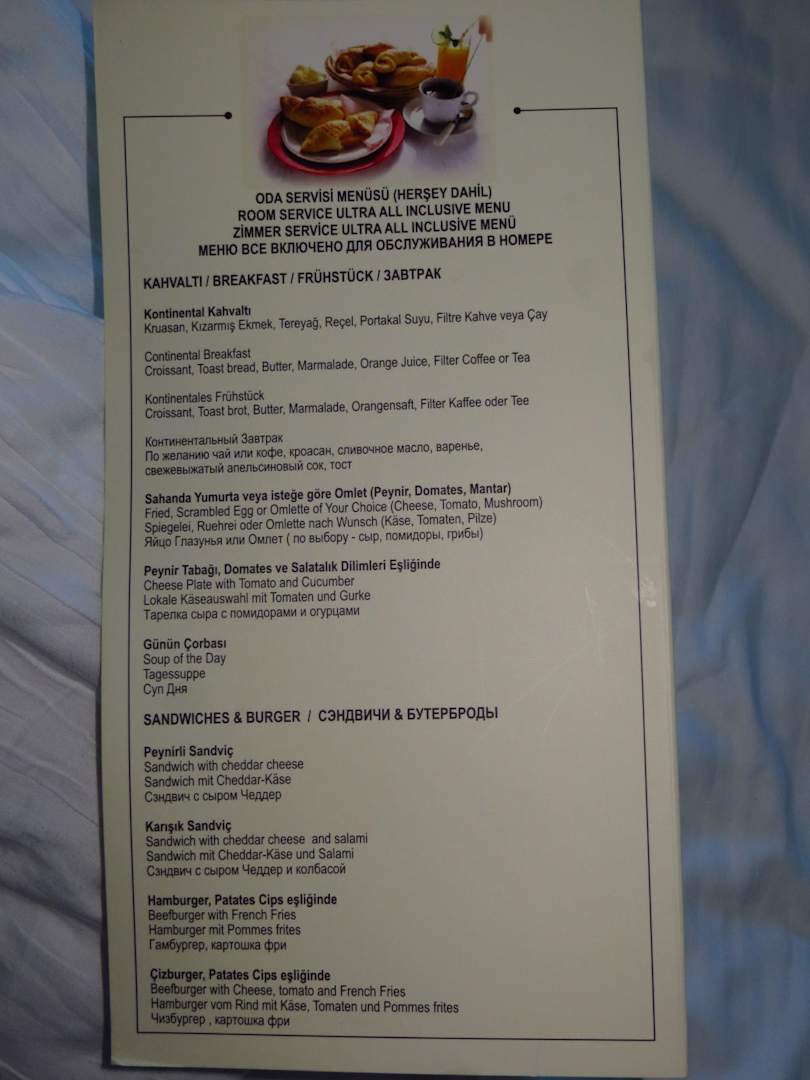 ODA SERVİSİ MENÜSÜ (HERŞEY DAHİL)
ROOM SERVICE ULTRA ALL INCLUSIVE MENU
ZİMMER SERVİCE ULTRA ALL INCLUSİVE MENÜ
МЕНЮ ВСЕ ВКЛЮЧЕНО ДЛЯ ОБСЛУЖИВАНИЯ В НОМЕРЕ
KAHVALTI / BREAKFAST / FRÜHSTÜCK / ЗАВТРАК
Kontinental Kahvaltı
Kruasan, Kızarmış Ekmek, Tereyağ, Reçel, Portakal Suyu, Filtre Kahve veya Çay
Continental Breakfast
Croissant, Toast bread, Butter, Marmalade, Orange Juice, Filter Coffee or Tea
Kontinentales Frühstück
Croissant, Toast brot, Butter, Marmalade, Orangensaft, Filter Kaffee oder Tee
Континентальный Завтрак
По желанию чай или кофе, кроасан, сливочное масло, варенье,
свежевыжатый апельсиновый сок, тост
Sahanda Yumurta veya isteğe göre Omlet (Peynir, Domates, Mantar)
Fried, Scrambled Egg or Omlette of Your Choice (Cheese, Tomato, Mushroom)
Spiegelei, Ruehrei oder Omlette nach Wunsch (Käse, Tomaten, Pilze)
Яйцо Глазунья или Омлет ( по выбору - сыр, помидоры, грибы)
Peynir Tabağı, Domates ve Salatalık Dilimleri Eşliğinde
Cheese Plate with Tomato and Cucumber
Lokale Käseauswahl mit Tomaten und Gurke
Тарелка сыра с помидорами и огурцами
Günün Çorbası
Soup of the Day
Tagessuppe
Суп Дня
SANDWICHES & BURGER / СЭНДВИЧИ & БУТЕРБРОДЫ
Peynirli Sandviç
Sandwich with cheddar cheese
Sandwich mit Cheddar-Käse
Сэндвич с сыром Чеддер
Karışık Sandviç
Sandwich with cheddar cheese and salami
Sandwich mit Cheddar-Käse und Salami
Сэндвич с сыром Чеддер и колбасой
Hamburger, Patates Cips eşliğinde
Beefburger with French Fries
Hamburger mit Pommes frites
Гамбургер, картошка фри
Çizburger, Patates Cips eşliğinde
Beefburger with Cheese, tomato and French Fries
Hamburger vom Rind mit Käse, Tomaten und Pommes frites
Чизбургер , картошка фри